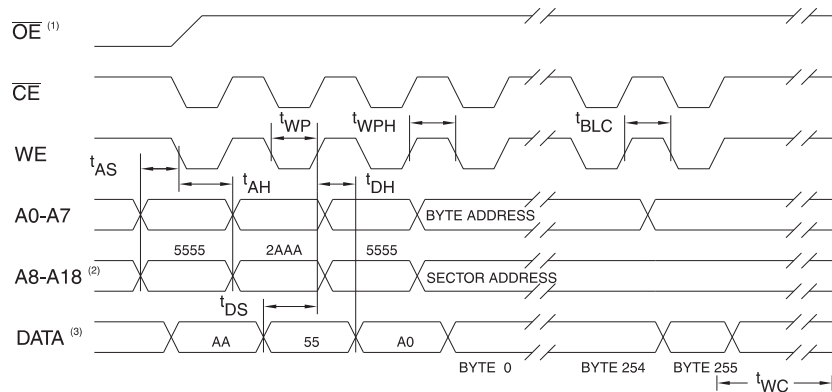 OE (1)
CE
tWP tWPH tBLC
WE
tAS
tAH tDH
A0-A7 BYTE ADDRESS
5555 2AAA 5555
A8-A18 (2) SECTOR ADDRESS
tDS
DATA (3) AA 55 A0
BYTE 0 BYTE 254 BYTE 255
tWC